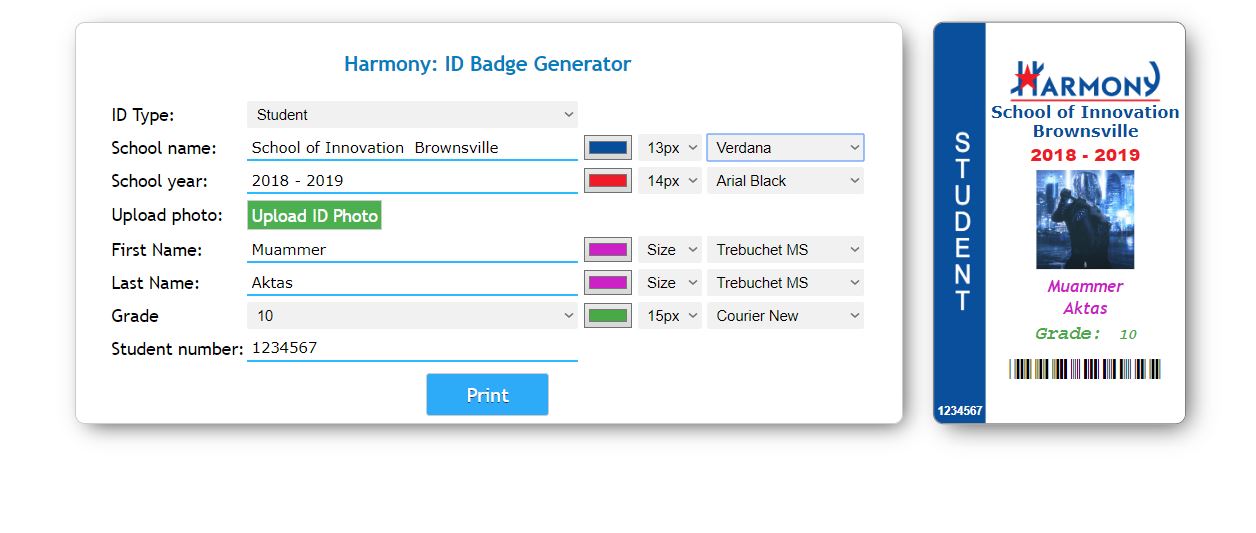 Harmony: ID Badge Generator
ID Type: Student
School name: School of Innovation  Brownsville 13px Verdana
School year: 2018 - 2019 14px Arial Black
Upload photo: Upload ID Photo
First Name: Muammer Size Trebuchet MS
Last Name: Aktas Size Trebuchet MS
Grade 10 15px Courier New
Student number: 1234567
Print
STUDENT
1234567
HARMONY
School of Innovation
Brownsville
2018 - 2019
Muammer
Aktas
Grade: 10